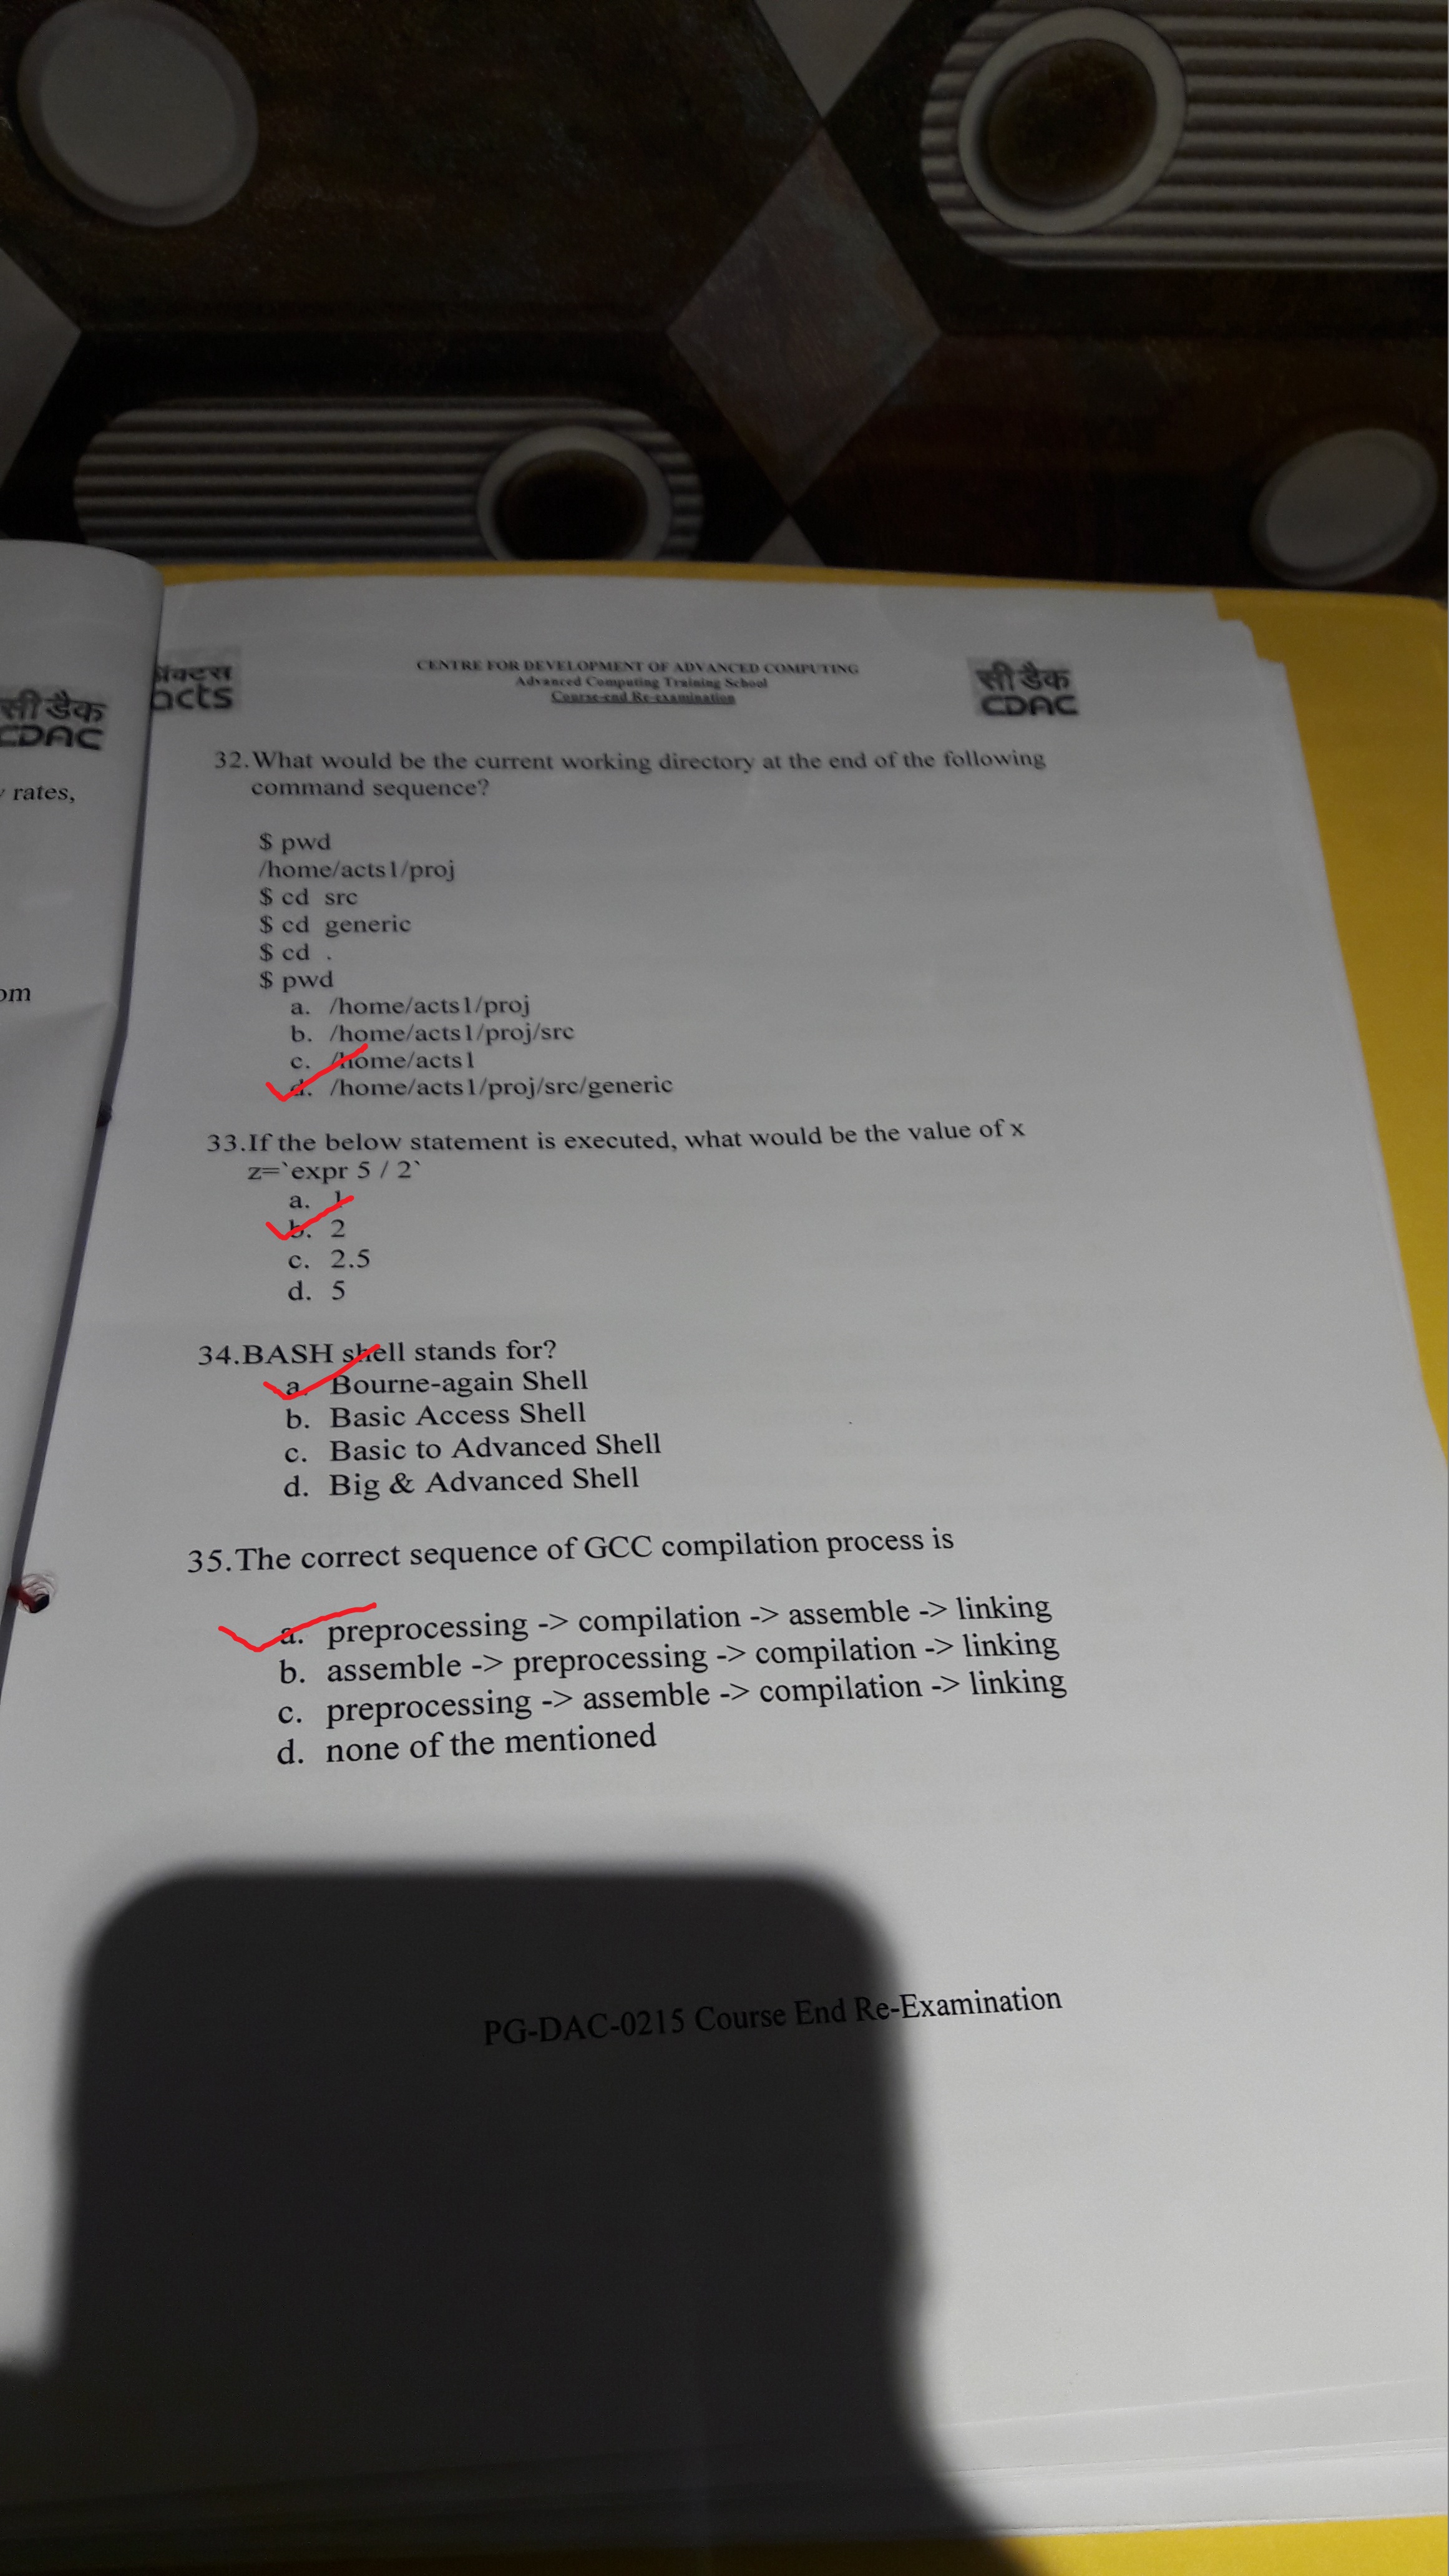 सी डैक
CDAC
rates,
om
acts
CENTRE FOR DEVELOPMENT OF ADVANCED COMPUTING
Advanced Computing Training School
Course-end Re-examination
सी डैक
CDAC
32.What would be the current working directory at the end of the following
command sequence?
$ pwd
/home/acts1/proj
$ cd src
$ cd generic
$ cd .
$ pwd
a. /home/acts1/proj
b. /home/acts1/proj/src
c. /home/acts1
d. /home/acts1/proj/src/generic
33.If the below statement is executed, what would be the value of x
z=`expr 5 / 2`
a. 1
b. 2
c. 2.5
d. 5
34.BASH shell stands for?
a. Bourne-again Shell
b. Basic Access Shell
c. Basic to Advanced Shell
d. Big & Advanced Shell
35.The correct sequence of GCC compilation process is
a. preprocessing -> compilation -> assemble -> linking
b. assemble -> preprocessing -> compilation -> linking
c. preprocessing -> assemble -> compilation -> linking
d. none of the mentioned
PG-DAC-0215 Course End Re-Examination